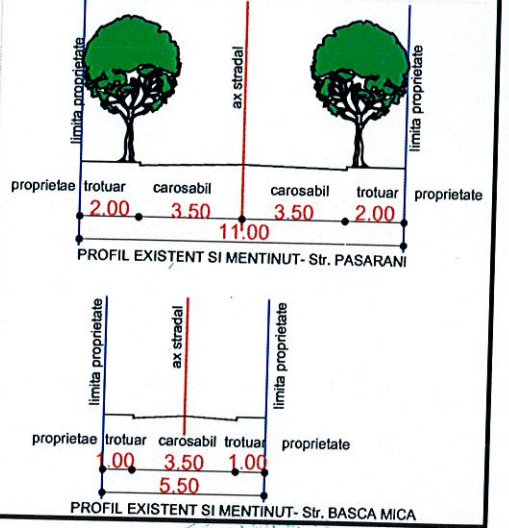 limita proprietate
ax stradal
limita proprietate
proprietae trotuar carosabil carosabil trotuar proprietate
2.00 3.50 3.50 2.00
11.00
PROFIL EXISTENT SI MENTINUT- Str. PASARANI
limita proprietate
ax stradal
limita proprietate
proprietae trotuar carosabil trotuar proprietate
1.00 3.50 1.00
5.50
PROFIL EXISTENT SI MENTINUT- Str. BASCA MICA